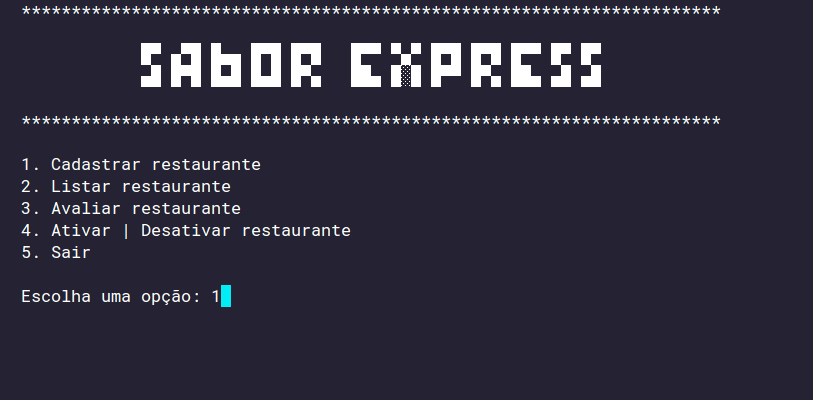 **********************************************************************
SAbOR EXPRESS
**********************************************************************
1. Cadastrar restaurante
2. Listar restaurante
3. Avaliar restaurante
4. Ativar | Desativar restaurante
5. Sair
Escolha uma opção: 1